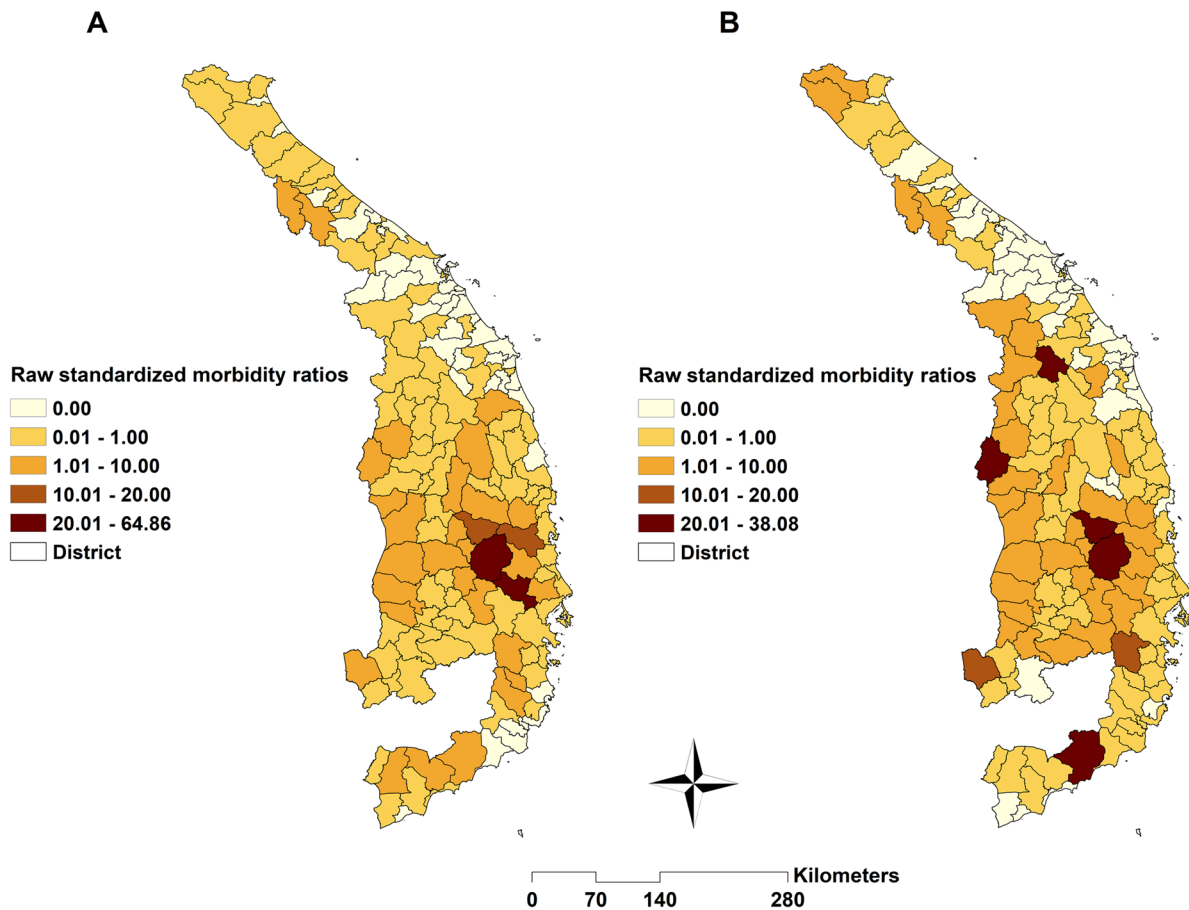 A
B
Raw standardized morbidity ratios
0.00
0.01 - 1.00
1.01 - 10.00
10.01 - 20.00
20.01 - 64.86
District
Raw standardized morbidity ratios
0.00
0.01 - 1.00
1.01 - 10.00
10.01 - 20.00
20.01 - 38.08
District
Kilometers
0 70 140 280